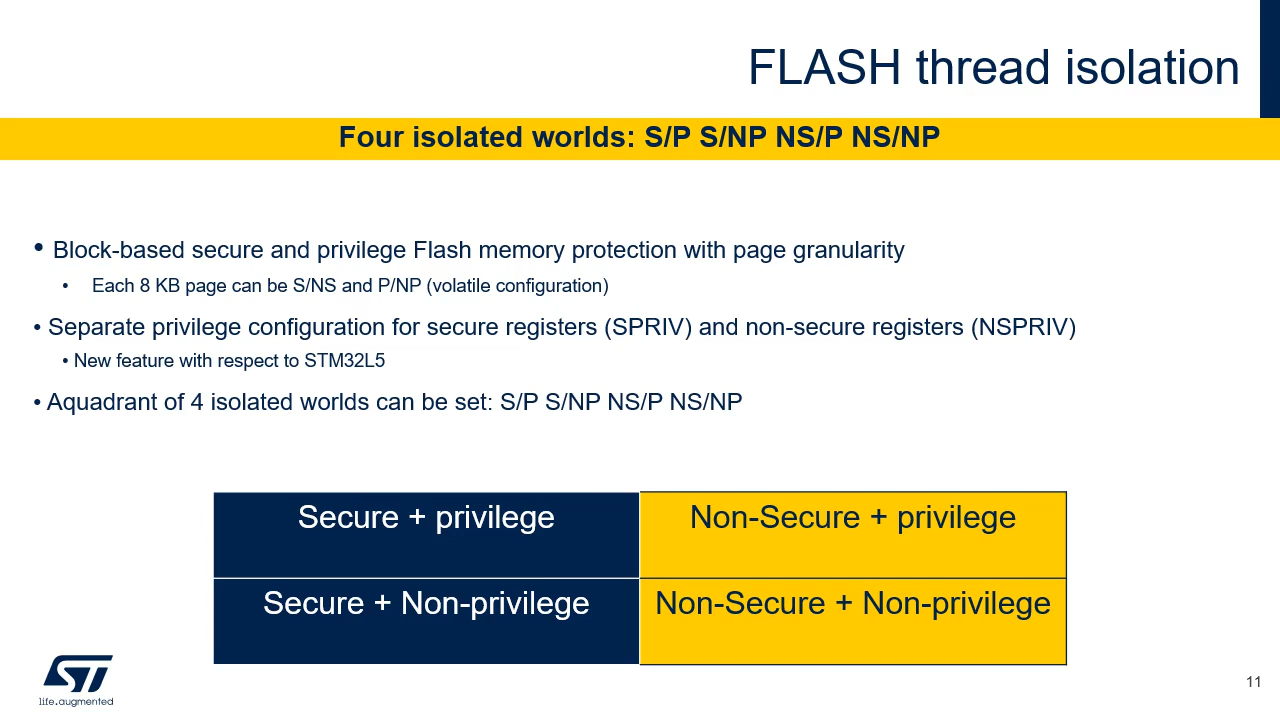 FLASH thread isolation
Four isolated worlds: S/P S/NP NS/P NS/NP
• Block-based secure and privilege Flash memory protection with page granularity
• Each 8 KB page can be S/NS and P/NP (volatile configuration)
• Separate privilege configuration for secure registers (SPRIV) and non-secure registers (NSPRIV)
• New feature with respect to STM32L5
• Aquadrant of 4 isolated worlds can be set: S/P S/NP NS/P NS/NP
Secure + privilege
Non-Secure + privilege
Secure + Non-privilege
Non-Secure + Non-privilege
ST
life.augmented
11